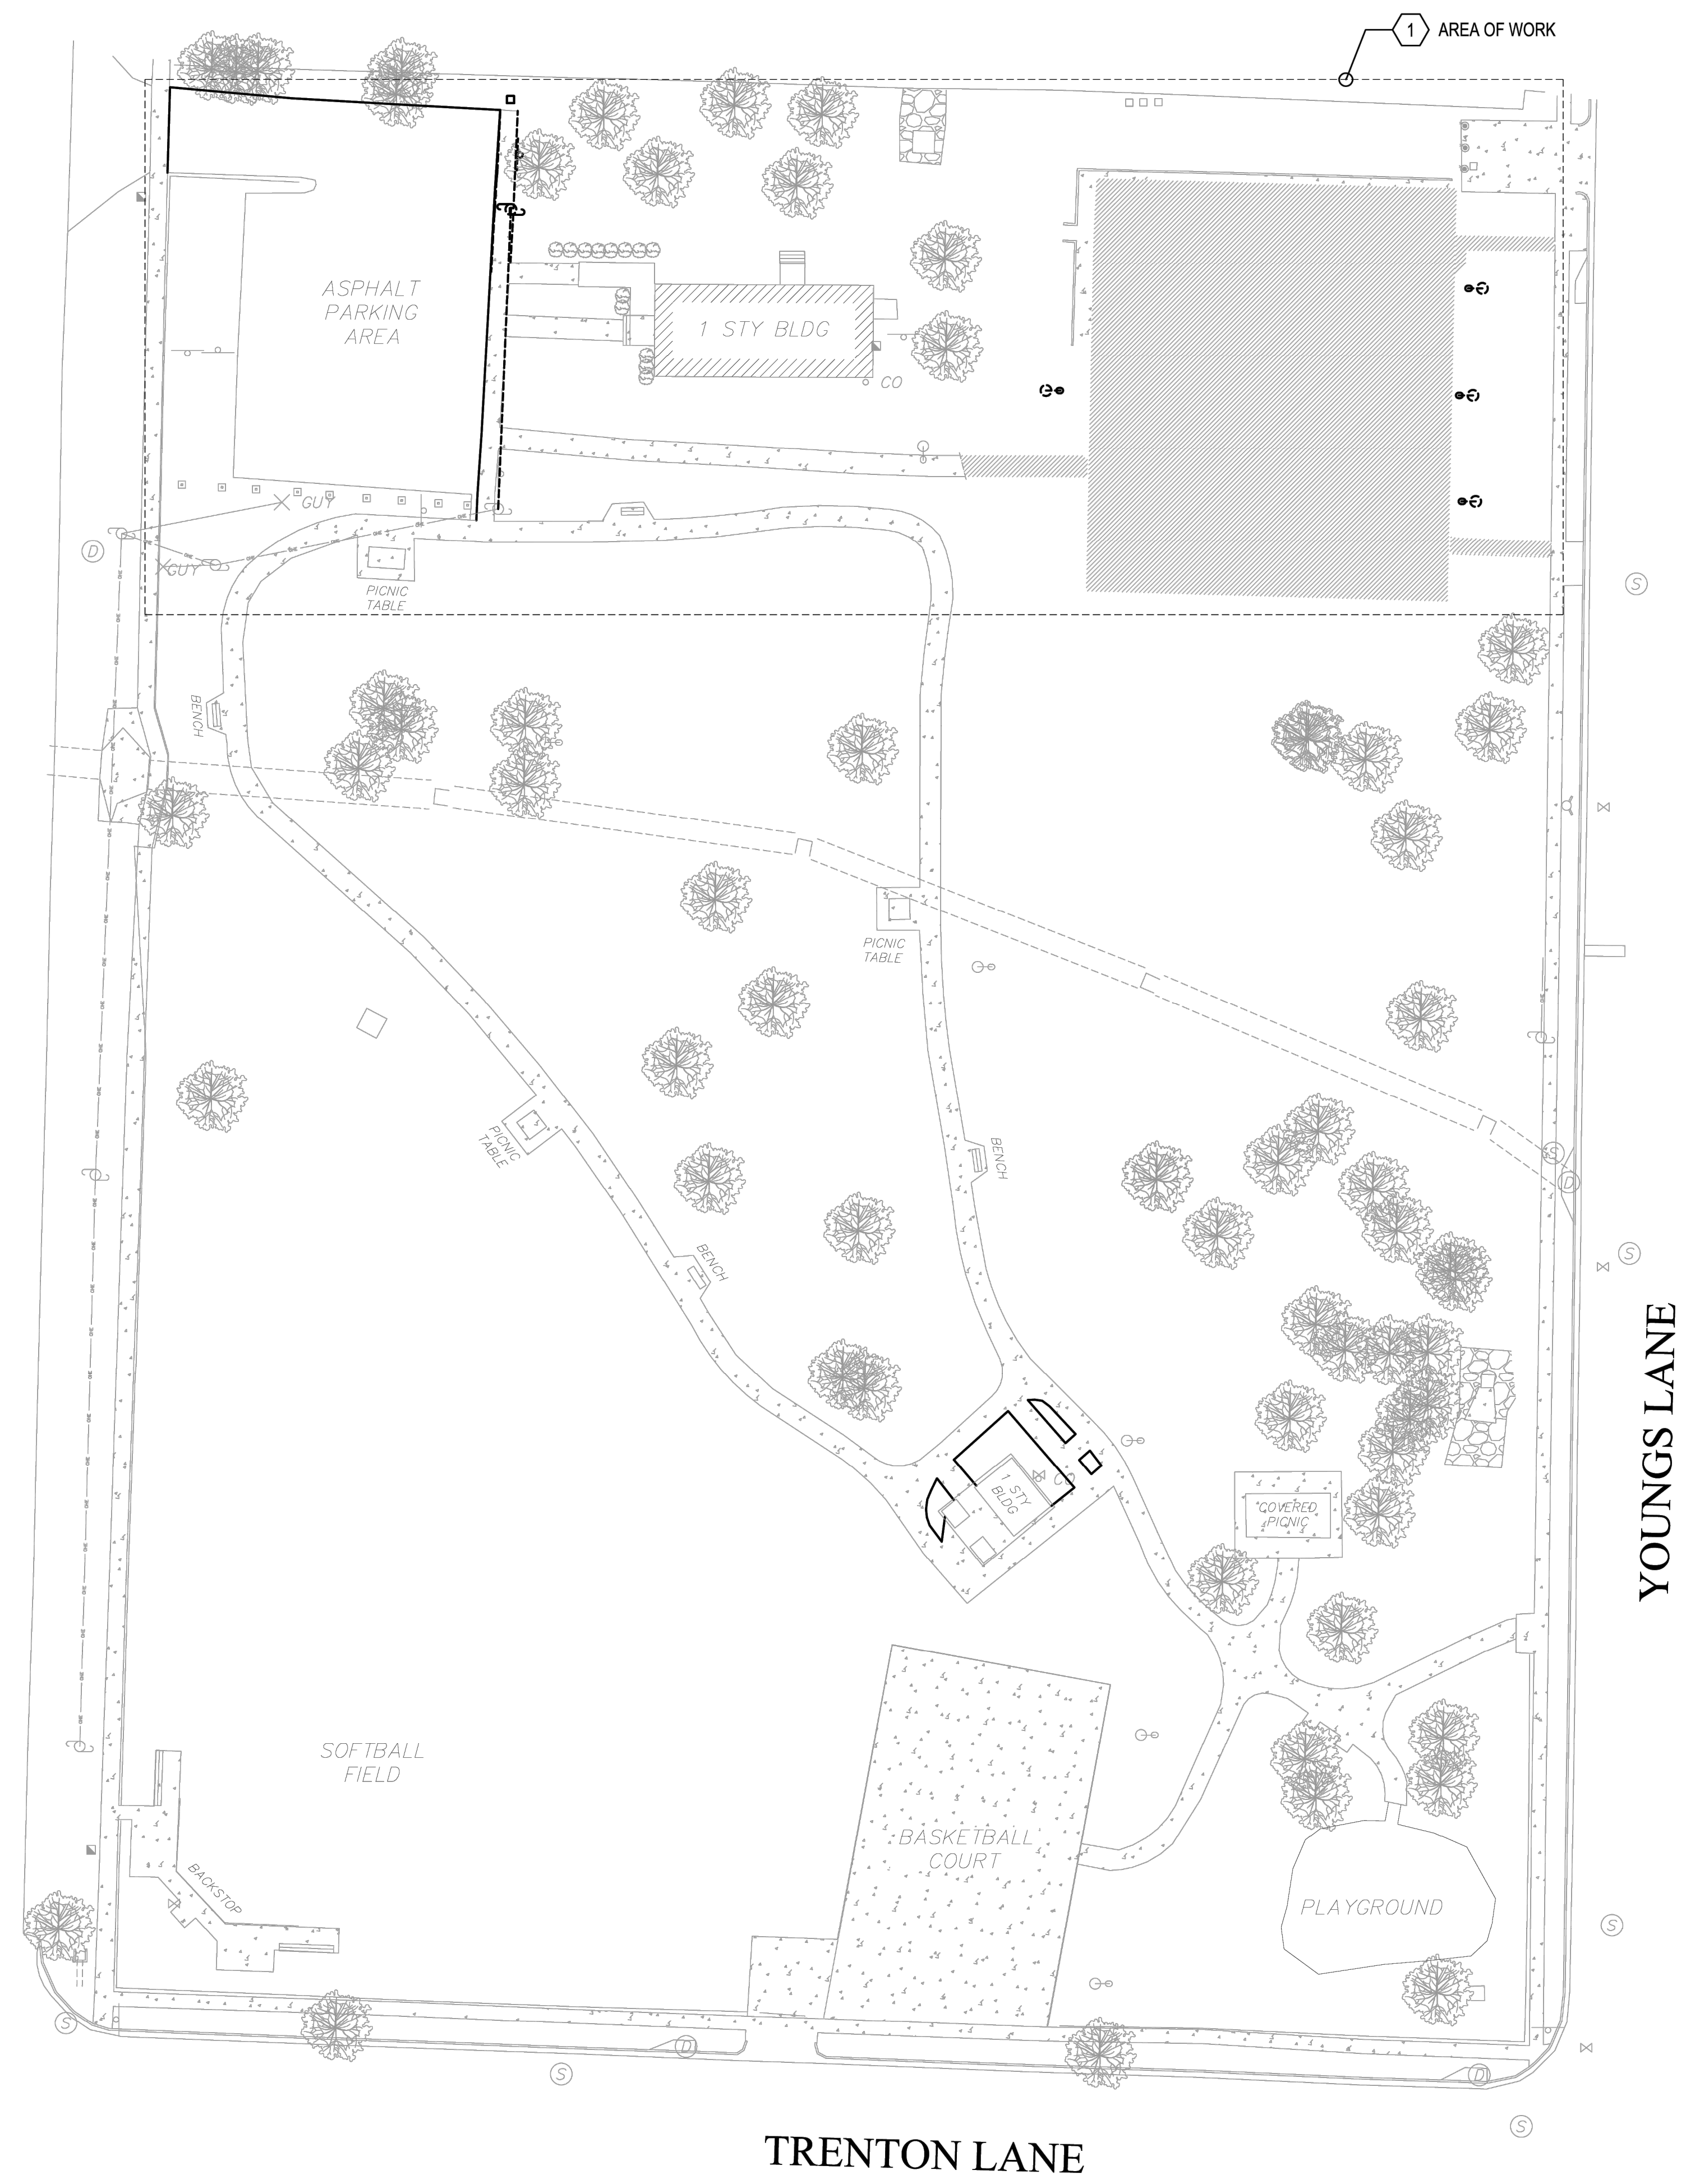 1 AREA OF WORK
ASPHALT
PARKING
AREA
1 STY BLDG
CO
GUY
D
GUY
PICNIC
TABLE
S
BENCH
PICNIC
TABLE
PICNIC
TABLE
BENCH
S
D
BENCH
S
YOUNGS LANE
1 STY
BLDG
CO
COVERED
PICNIC
SOFTBALL
FIELD
BASKETBALL
COURT
BACKSTOP
PLAYGROUND
S
S
D
S
D
S
TRENTON LANE